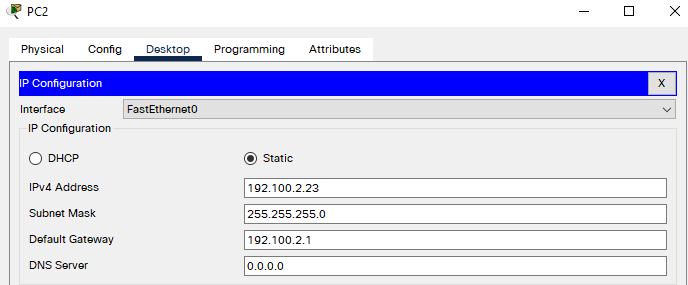 PC2
Physical Config Desktop Programming Attributes
IP Configuration X
Interface FastEthernet0
IP Configuration
DHCP Static
IPv4 Address 192.100.2.23
Subnet Mask 255.255.255.0
Default Gateway 192.100.2.1
DNS Server 0.0.0.0